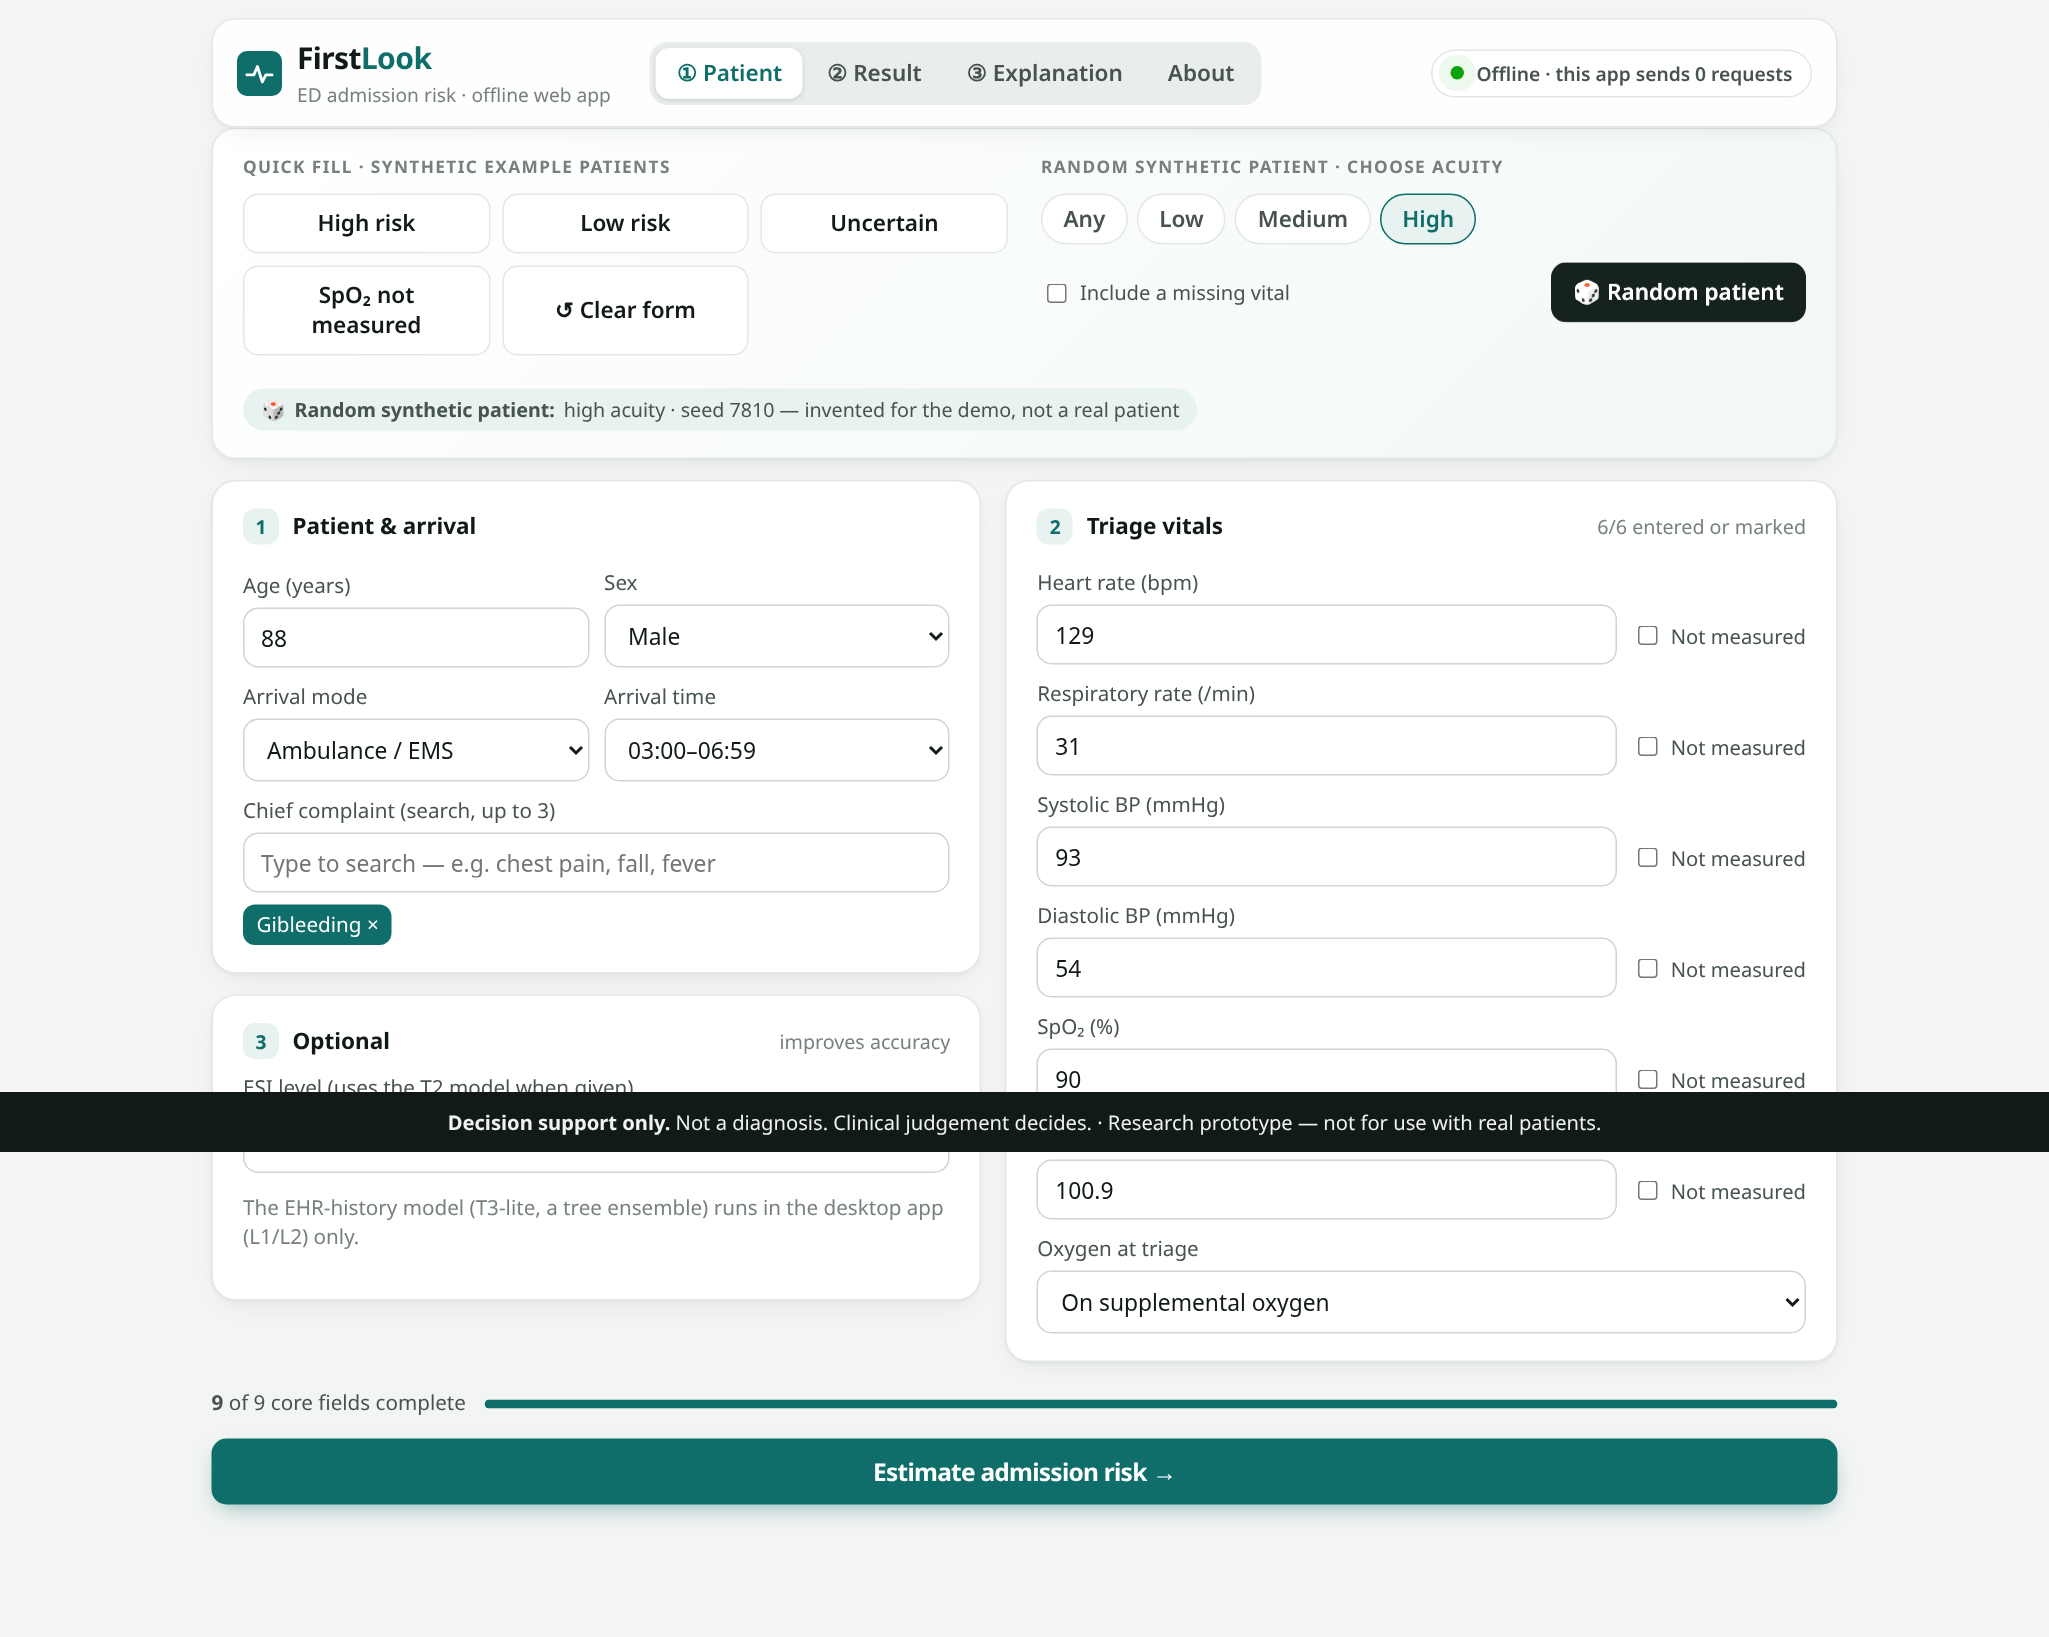 FirstLook
ED admission risk · offline web app
① Patient
② Result
③ Explanation
About
Offline · this app sends 0 requests
QUICK FILL · SYNTHETIC EXAMPLE PATIENTS
High risk
Low risk
Uncertain
SpO₂ not
measured
↺ Clear form
RANDOM SYNTHETIC PATIENT · CHOOSE ACUITY
Any
Low
Medium
High
Include a missing vital
🎲 Random patient
🎲 Random synthetic patient: high acuity · seed 7810 — invented for the demo, not a real patient
1 Patient & arrival
Age (years)
88
Sex
Male
Arrival mode
Ambulance / EMS
Arrival time
03:00–06:59
Chief complaint (search, up to 3)
Type to search — e.g. chest pain, fall, fever
Gibleeding ×
2 Triage vitals
6/6 entered or marked
Heart rate (bpm)
129
Not measured
Respiratory rate (/min)
31
Not measured
Systolic BP (mmHg)
93
Not measured
Diastolic BP (mmHg)
54
Not measured
SpO₂ (%)
90
Not measured
3 Optional
improves accuracy
ESI level (uses the T2 model when given)
Decision support only. Not a diagnosis. Clinical judgement decides. · Research prototype — not for use with real patients.
The EHR-history model (T3-lite, a tree ensemble) runs in the desktop app
(L1/L2) only.
100.9
Not measured
Oxygen at triage
On supplemental oxygen
9 of 9 core fields complete
Estimate admission risk →